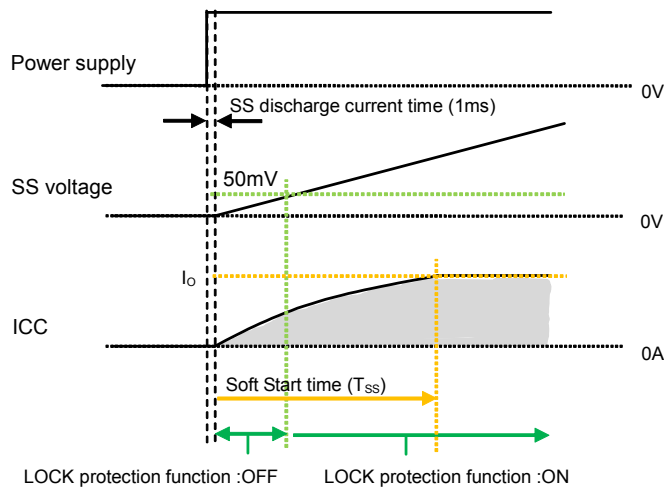 Power supply
0V
SS discharge current time (1ms)
SS voltage
50mV
0V
IO
ICC
0A
Soft Start time (TSS)
LOCK protection function :OFF
LOCK protection function :ON